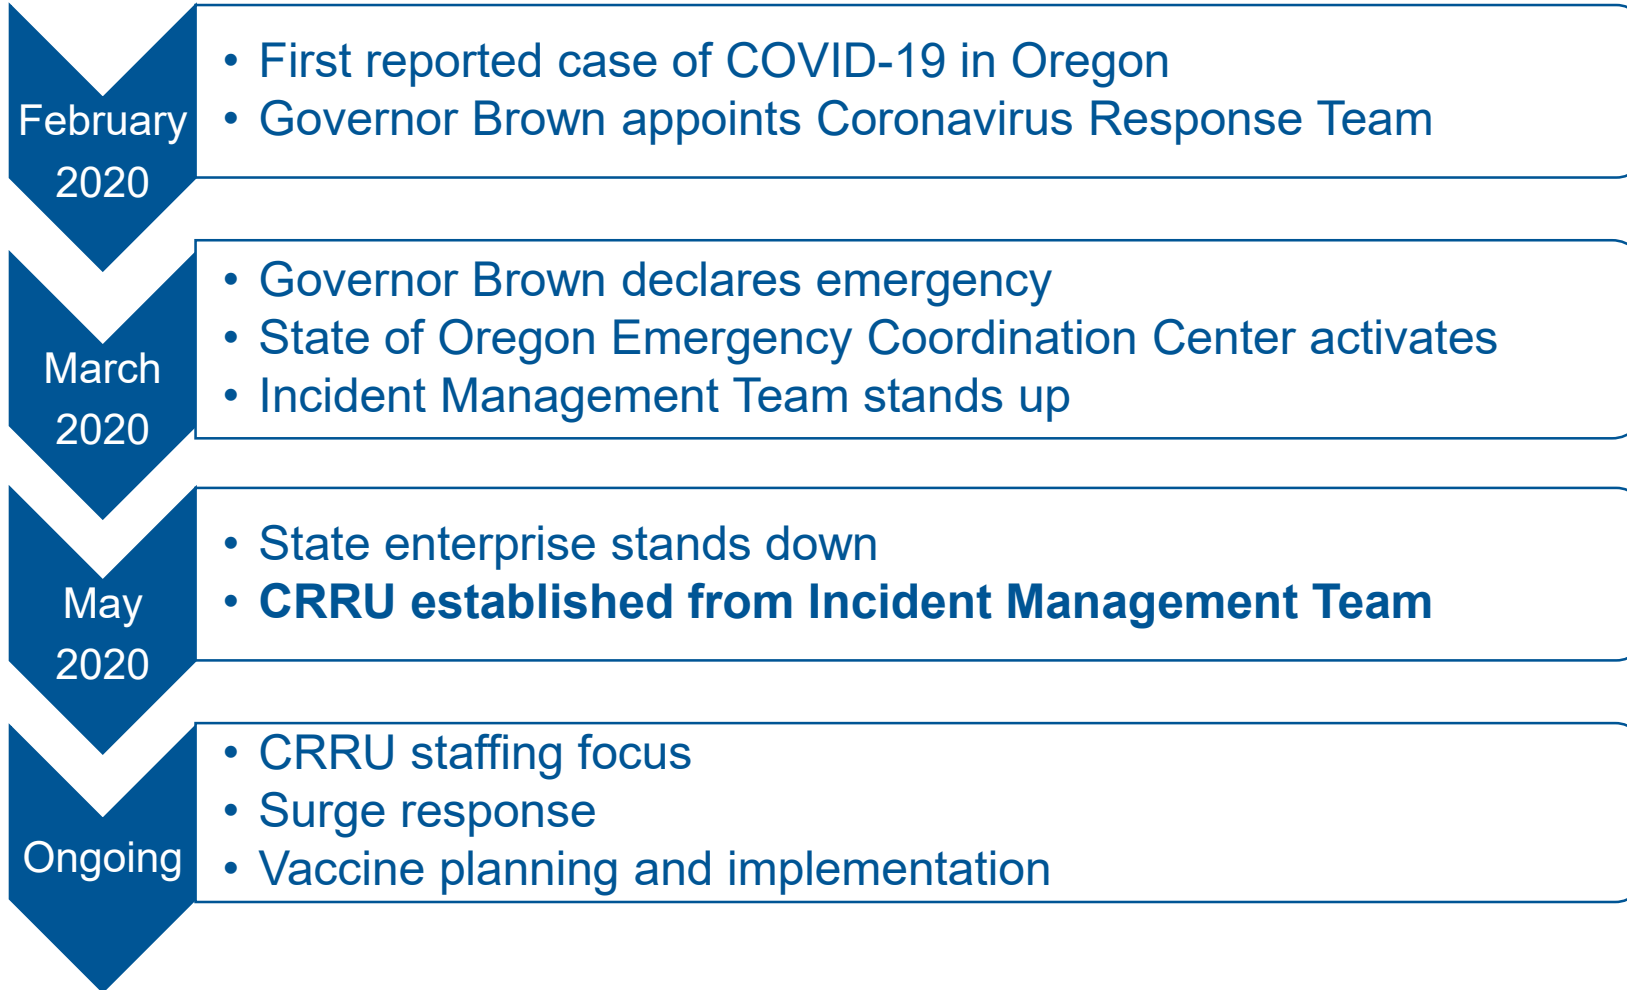 February
2020
• First reported case of COVID-19 in Oregon
• Governor Brown appoints Coronavirus Response Team
March
2020
• Governor Brown declares emergency
• State of Oregon Emergency Coordination Center activates
• Incident Management Team stands up
May
2020
• State enterprise stands down
• CRRU established from Incident Management Team
Ongoing
• CRRU staffing focus
• Surge response
• Vaccine planning and implementation